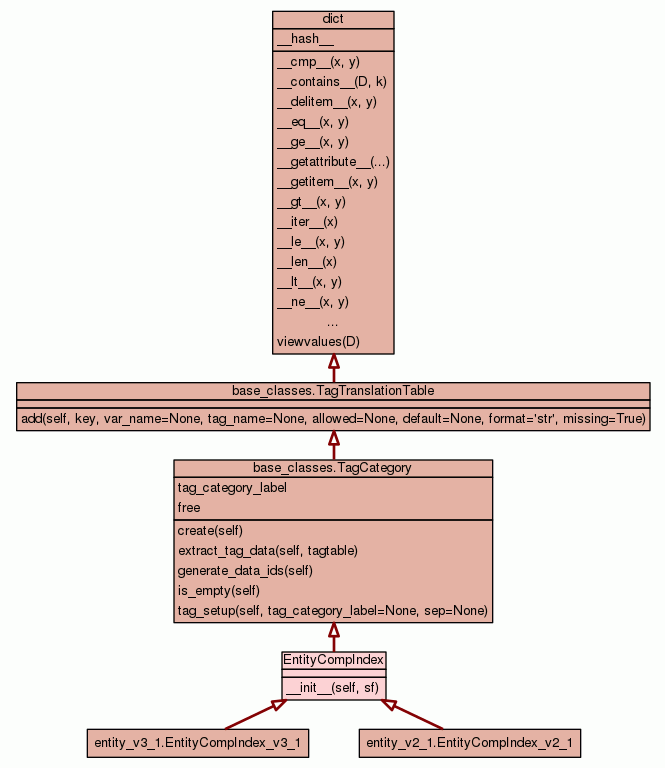 dict
__hash__
__cmp__(x, y)
__contains__(D, k)
__delitem__(x, y)
__eq__(x, y)
__ge__(x, y)
__getattribute__(...)
__getitem__(x, y)
__gt__(x, y)
__iter__(x)
__le__(x, y)
__len__(x)
__lt__(x, y)
__ne__(x, y)
...
viewvalues(D)
base_classes.TagTranslationTable
add(self, key, var_name=None, tag_name=None, allowed=None, default=None, format='str', missing=True)
base_classes.TagCategory
tag_category_label
free
create(self)
extract_tag_data(self, tagtable)
generate_data_ids(self)
is_empty(self)
tag_setup(self, tag_category_label=None, sep=None)
EntityCompIndex
__init__(self, sf)
entity_v3_1.EntityCompIndex_v3_1
entity_v2_1.EntityCompIndex_v2_1